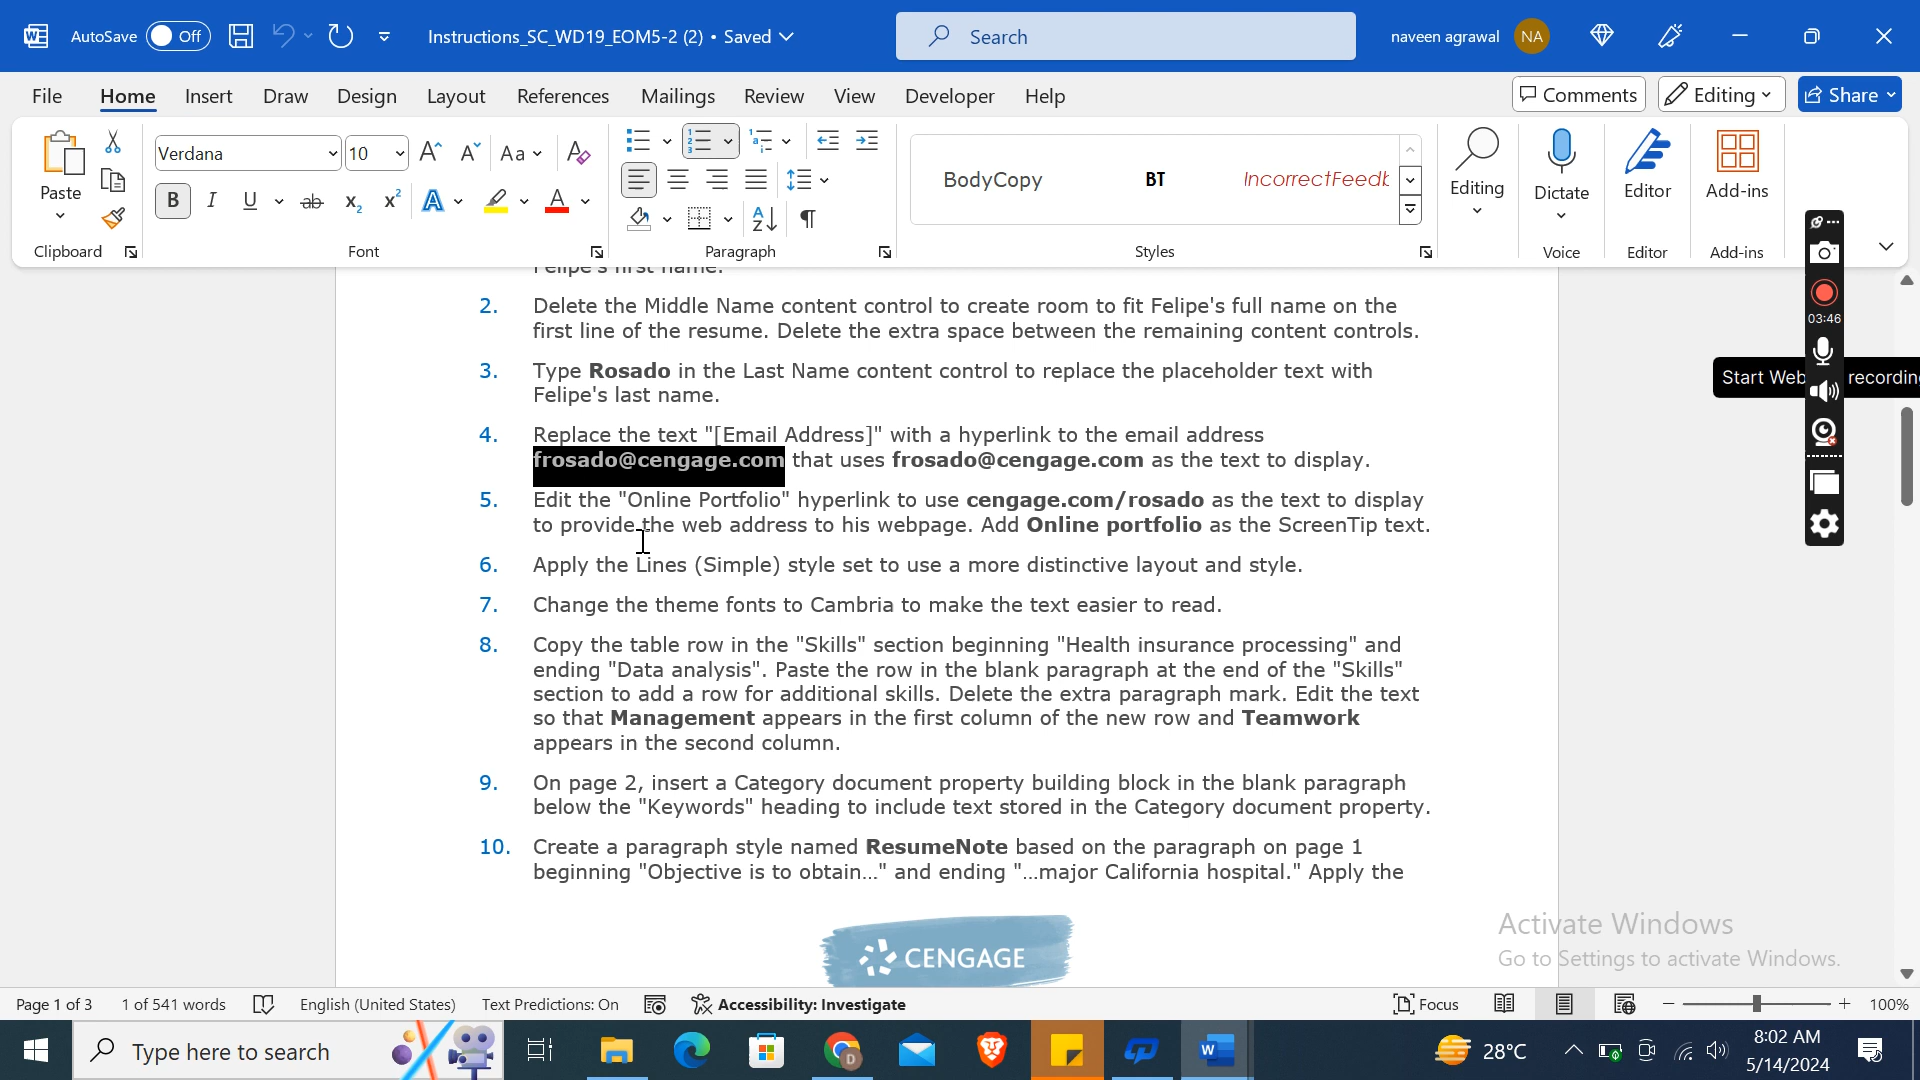 AutoSave Off Instructions_SC_WD19_EOM5-2 (2) • Saved Search naveen agrawal NA
File Home Insert Draw Design Layout References Mailings Review View Developer Help Comments Editing Share
Paste Verdana 10 Aa BodyCopy BT IncorrectFeedb Editing Dictate Editor Add-ins
Clipboard Font Paragraph Styles Voice Editor Add-ins
03:46
Start Web recordin
2. Delete the Middle Name content control to create room to fit Felipe's full name on the
first line of the resume. Delete the extra space between the remaining content controls.
3. Type Rosado in the Last Name content control to replace the placeholder text with
Felipe's last name.
4. Replace the text "[Email Address]" with a hyperlink to the email address
frosado@cengage.com that uses frosado@cengage.com as the text to display.
5. Edit the "Online Portfolio" hyperlink to use cengage.com/rosado as the text to display
to provide the web address to his webpage. Add Online portfolio as the ScreenTip text.
6. Apply the Lines (Simple) style set to use a more distinctive layout and style.
7. Change the theme fonts to Cambria to make the text easier to read.
8. Copy the table row in the "Skills" section beginning "Health insurance processing" and
ending "Data analysis". Paste the row in the blank paragraph at the end of the "Skills"
section to add a row for additional skills. Delete the extra paragraph mark. Edit the text
so that Management appears in the first column of the new row and Teamwork
appears in the second column.
9. On page 2, insert a Category document property building block in the blank paragraph
below the "Keywords" heading to include text stored in the Category document property.
10. Create a paragraph style named ResumeNote based on the paragraph on page 1
beginning "Objective is to obtain..." and ending "...major California hospital." Apply the
CENGAGE
Activate Windows
Go to Settings to activate Windows.
Page 1 of 3 1 of 541 words English (United States) Text Predictions: On Accessibility: Investigate Focus 100%
Type here to search 28°C 8:02 AM
5/14/2024